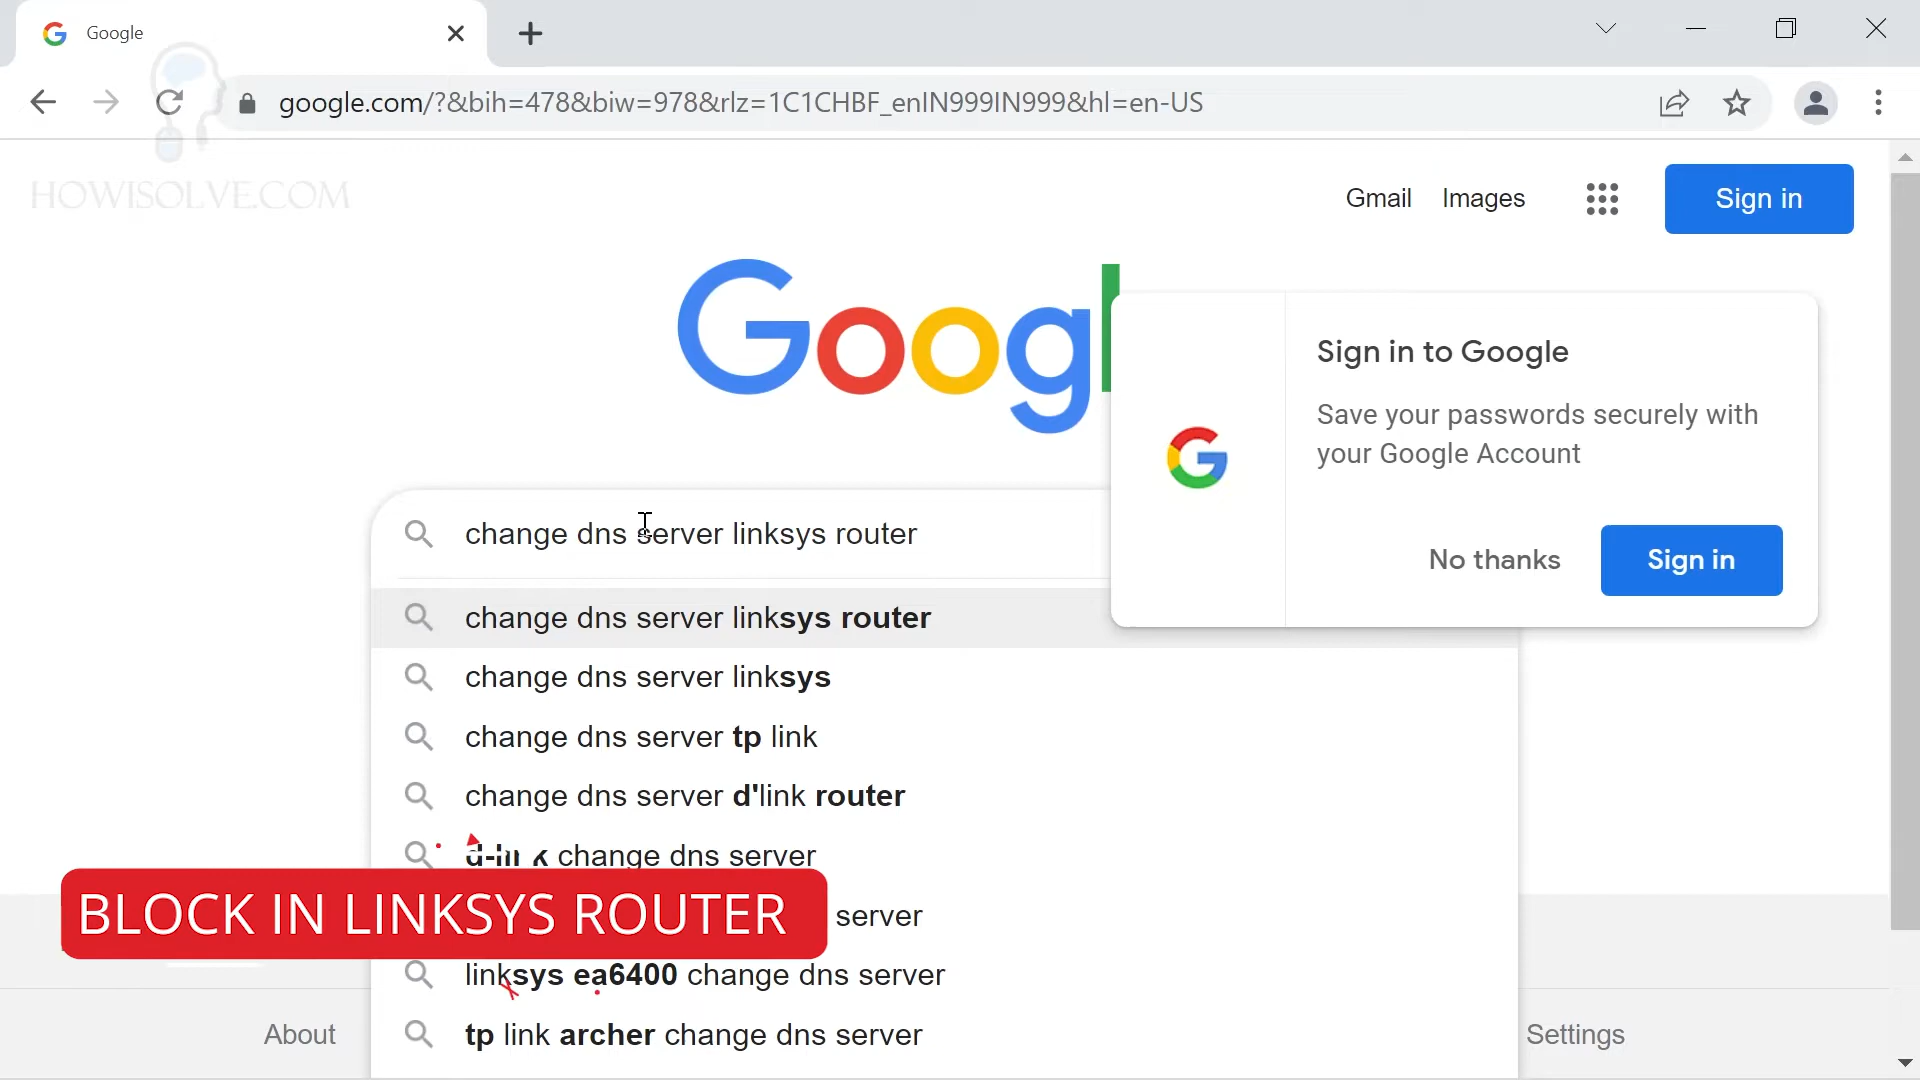 Google
google.com/?&bih=478&biw=978&rlz=1C1CHBF_enIN999IN999&hl=en-US
HOWISOLVE.COM
Gmail Images Sign in
Googl
Sign in to Google
Save your passwords securely with
your Google Account
No thanks Sign in
change dns server linksys router
change dns server linksys router
change dns server linksys
change dns server tp link
change dns server d'link router
d-link change dns server
BLOCK IN LINKSYS ROUTER
server
linksys ea6400 change dns server
tp link archer change dns server
About
Settings